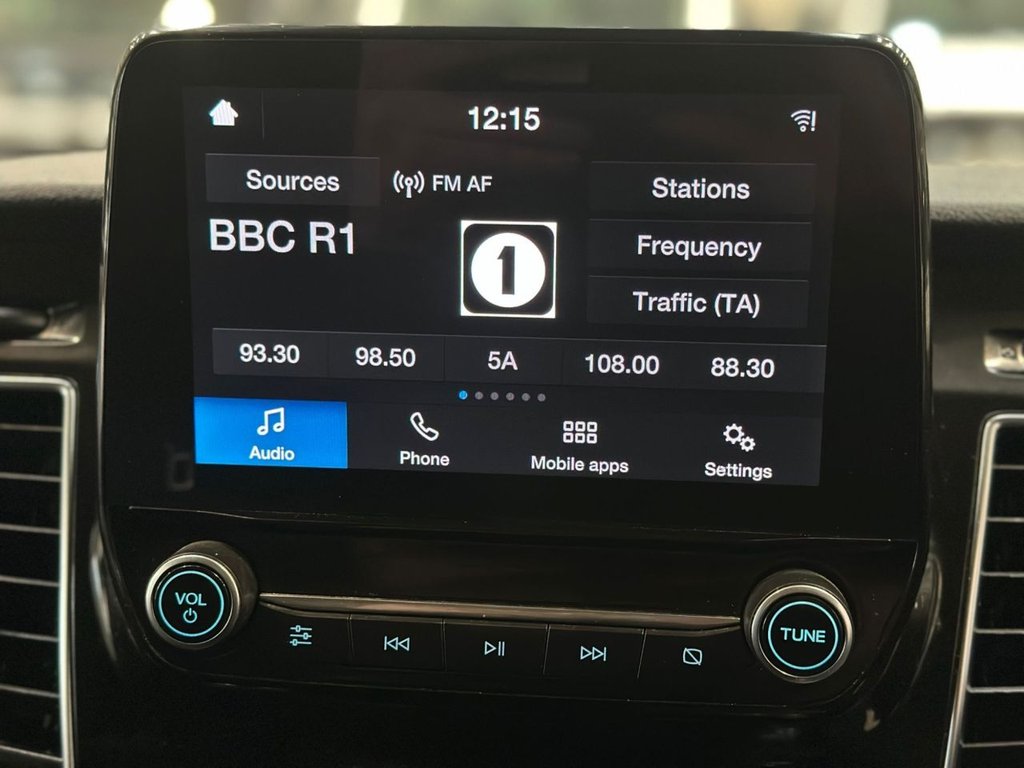 12:15
Sources
FM AF
Stations
BBC R1
1
Frequency
Traffic (TA)
93.30 98.50 5A 108.00 88.30
Audio Phone Mobile apps Settings
VOL
TUNE